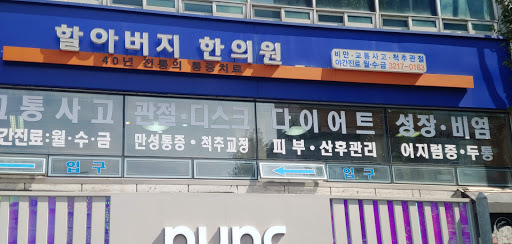 할아버지 한의원
40년 전통의 통증치료
비만·교통사고·척추관절
야간진료 월·수·금 3217-0183
교통사고 관절·디스크 다이어트 성장·비염
야간진료:월·수·금 만성통증·척추교정 피부·산후관리 어지럼증·두통
입구 입구